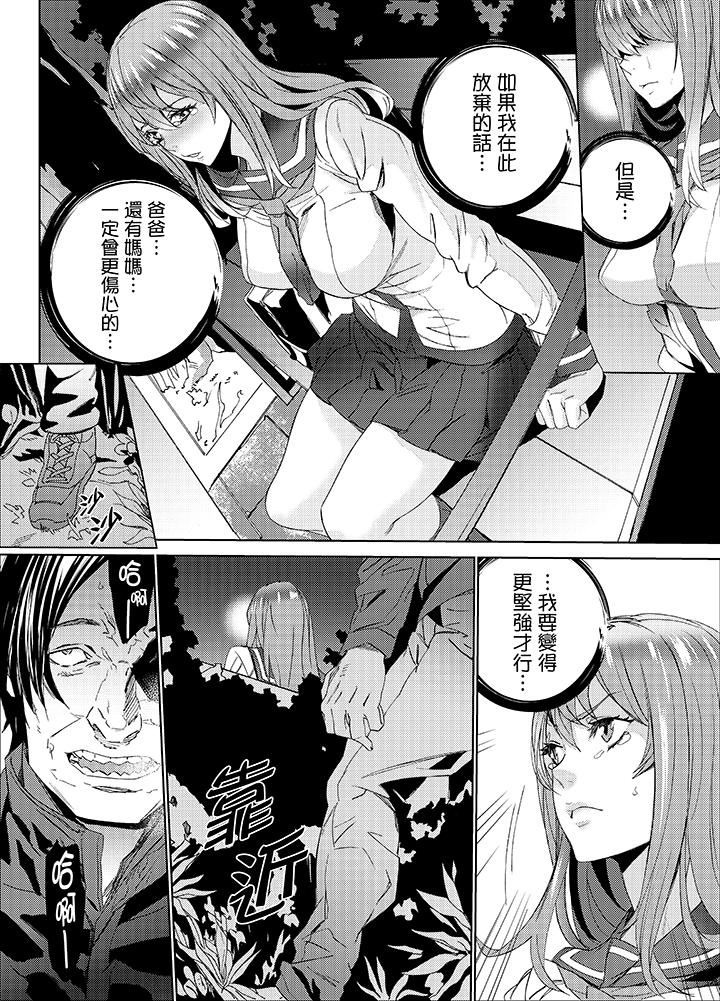 但是…
如果我在此
放棄的話…
爸爸…
還有媽媽…
一定會更傷心的…
沙
沙
…我要變得
更堅強才行…
靠近
哈啊—
哈啊—